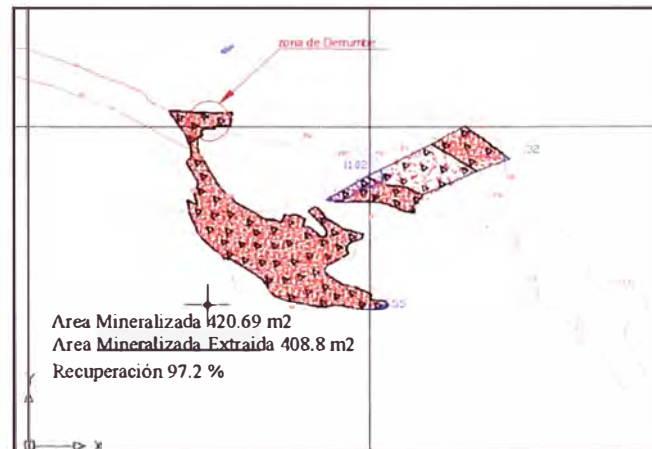 zona de Derrumbe
11.02
.32
.55
Area Mineralizada 420.69 m2
Area Mineralizada Extraida 408.8 m2
Recuperación 97.2 %
Y
X